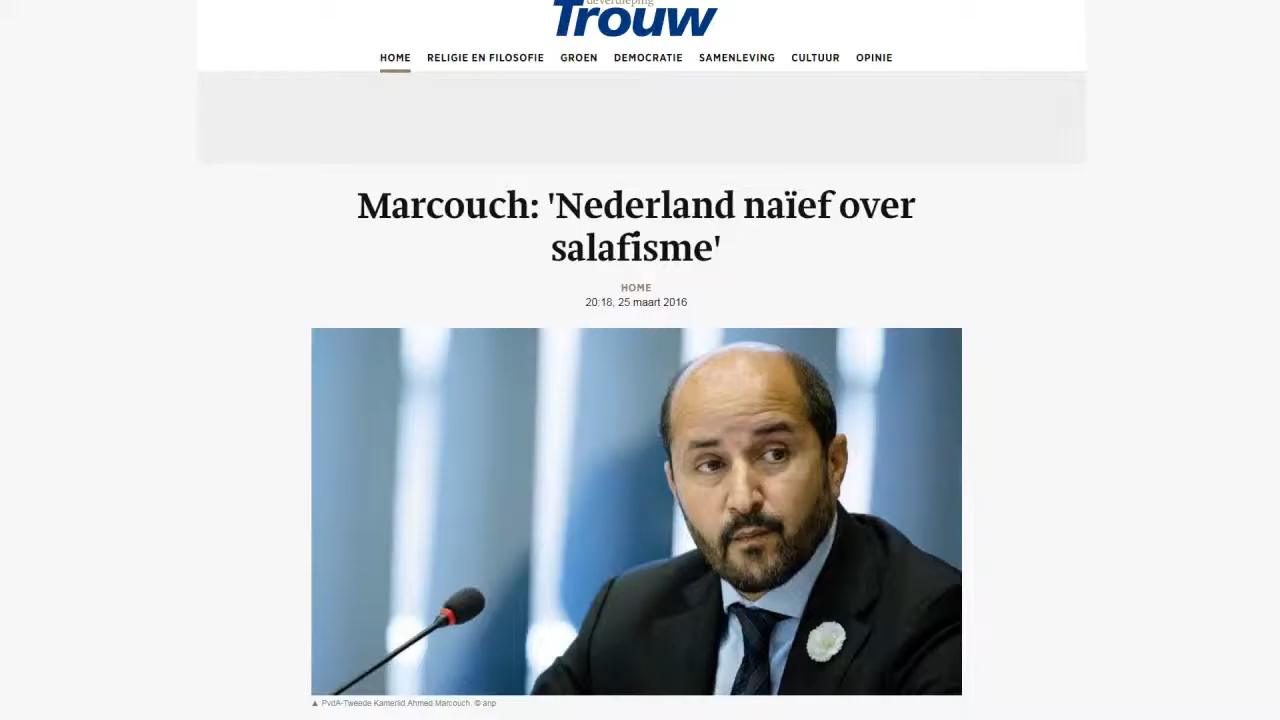 deverdieping
Trouw
HOME RELIGIE EN FILOSOFIE GROEN DEMOCRATIE SAMENLEVING CULTUUR OPINIE
Marcouch: 'Nederland naïef over
salafisme'
HOME
20:18, 25 maart 2016
▲ PvdA-Tweede Kamerlid Ahmed Marcouch. © anp